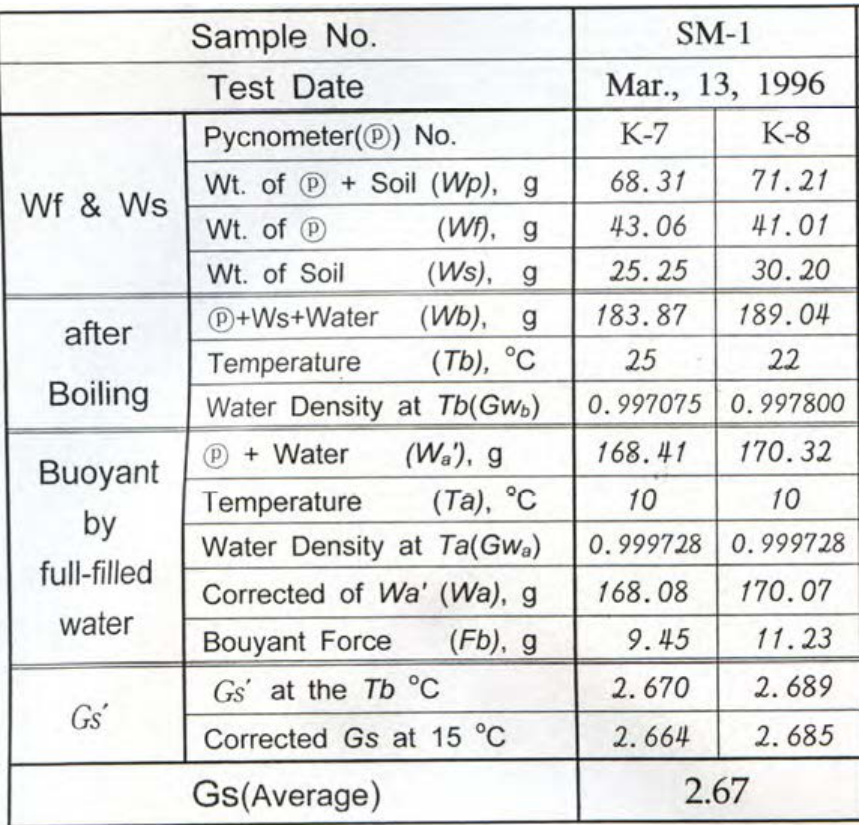 Sample No. SM-1
Test Date Mar., 13, 1996
Wf & Ws
Pycnometer(ⓟ) No. K-7 K-8
Wt. of ⓟ + Soil (Wp), g 68.31 71.21
Wt. of ⓟ (Wf), g 43.06 41.01
Wt. of Soil (Ws), g 25.25 30.20
after
Boiling
ⓟ+Ws+Water (Wb), g 183.87 189.04
Temperature (Tb), °C 25 22
Water Density at Tb(Gwb) 0.997075 0.997800
Buoyant
by
full-filled
water
ⓟ + Water (Wa'), g 168.41 170.32
Temperature (Ta), °C 10 10
Water Density at Ta(Gwa) 0.999728 0.999728
Corrected of Wa' (Wa), g 168.08 170.07
Bouyant Force (Fb), g 9.45 11.23
Gs'
Gs' at the Tb °C 2.670 2.689
Corrected Gs at 15 °C 2.664 2.685
Gs(Average) 2.67